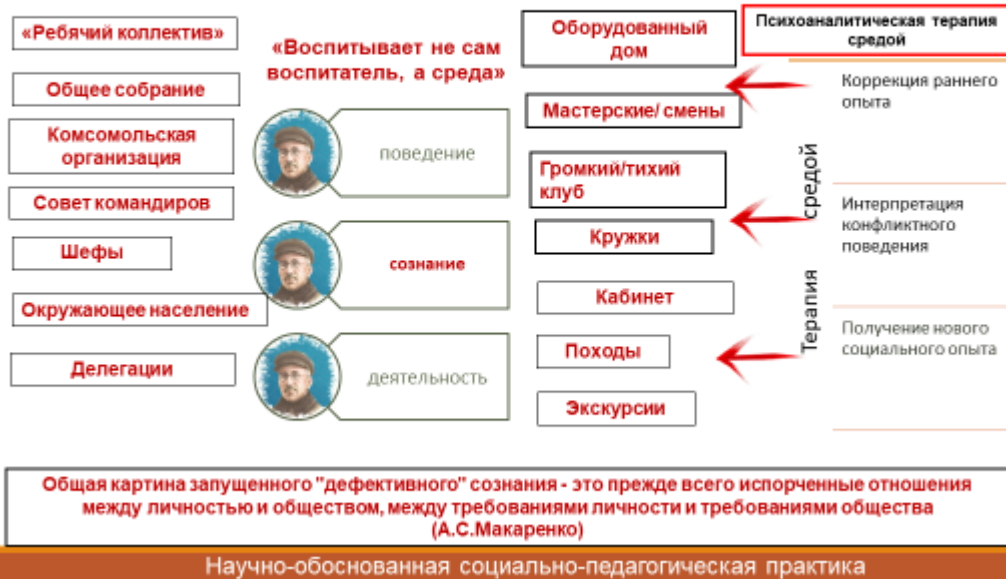 «Ребячий коллектив»
Общее собрание
Комсомольская
организация
Совет командиров
Шефы
Окружающее население
Делегации
«Воспитывает не сам
воспитатель, а среда»
поведение
сознание
деятельность
Оборудованный
дом
Мастерские/ смены
Громкий/тихий
клуб
Кружки
Кабинет
Походы
Экскурсии
Психоаналитическая терапия
средой
Терапия средой
Коррекция раннего
опыта
Интерпретация
конфликтного
поведения
Получение нового
социального опыта
Общая картина запущенного "дефективного" сознания - это прежде всего испорченные отношения
между личностью и обществом, между требованиями личности и требованиями общества
(А.С.Макаренко)
Научно-обоснованная социально-педагогическая практика